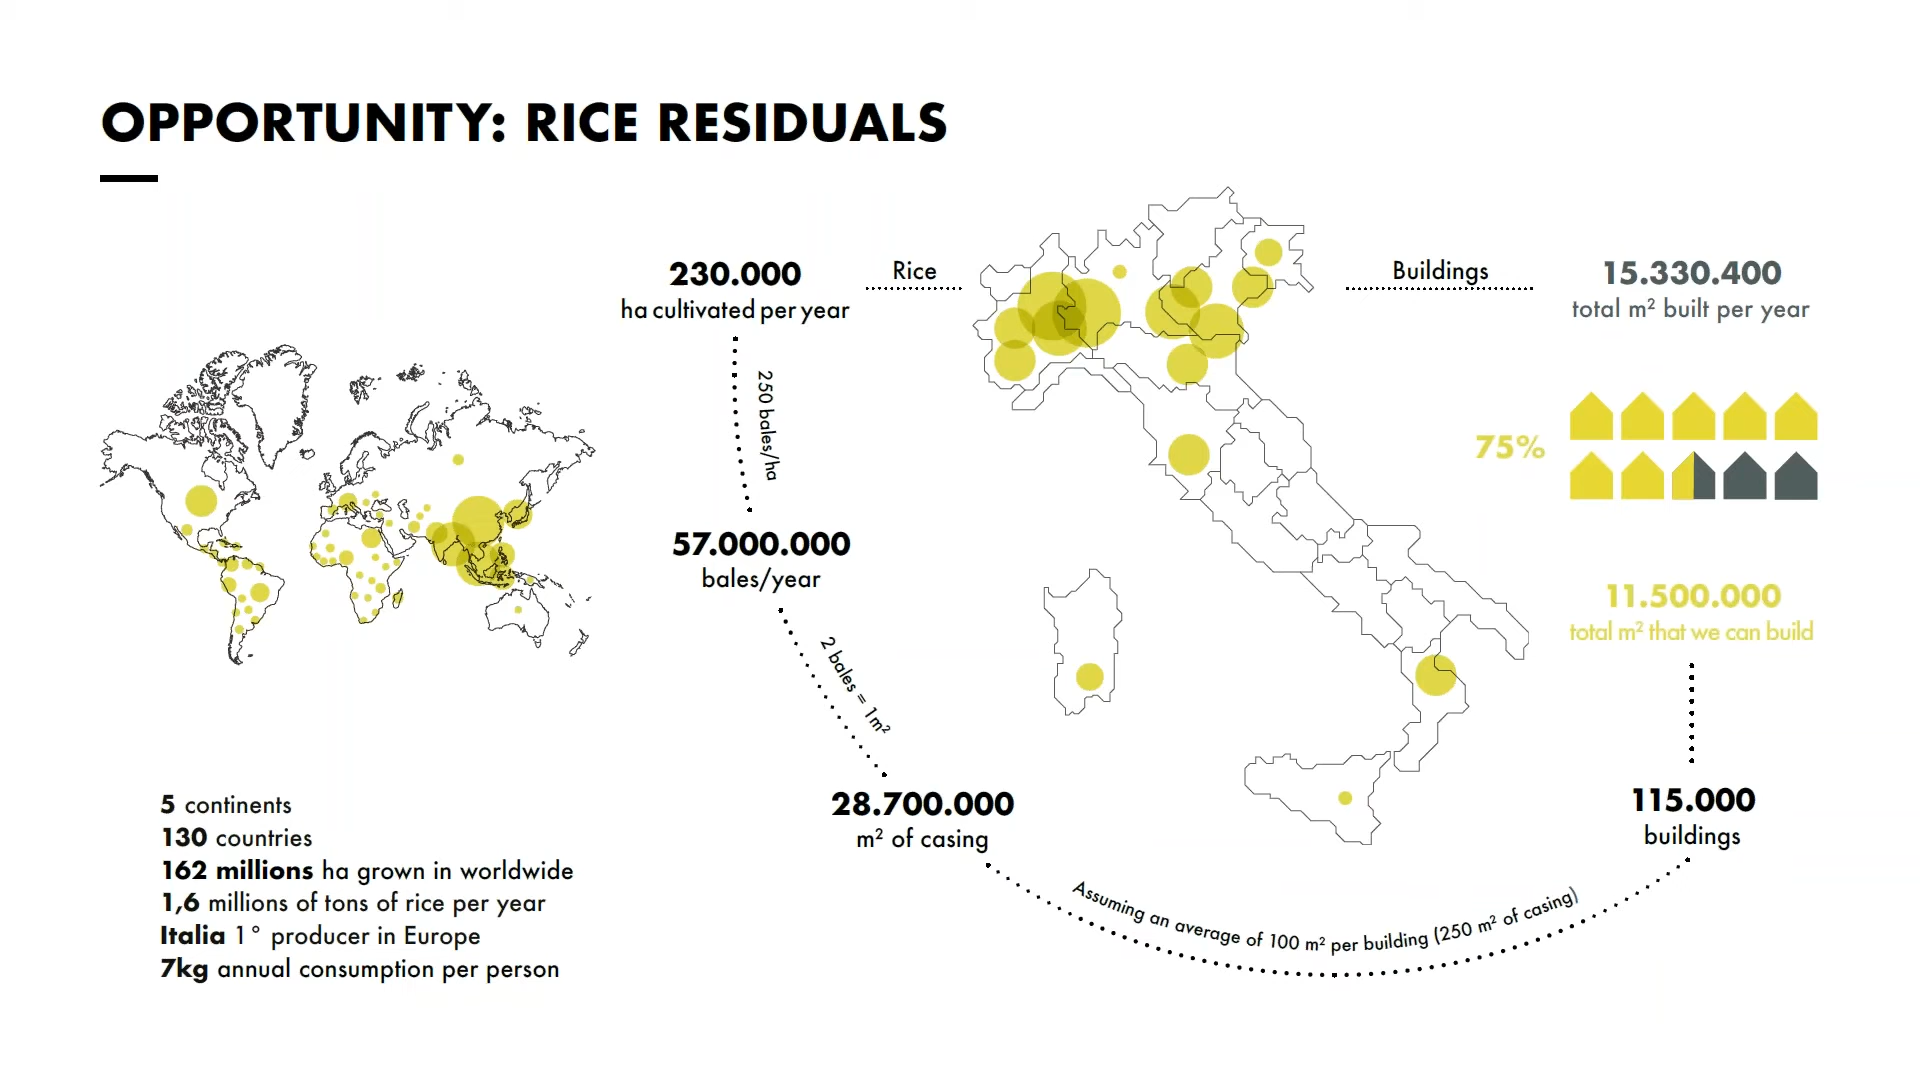 OPPORTUNITY: RICE RESIDUALS
230.000
ha cultivated per year
Rice
Buildings
15.330.400
total m² built per year
250 bales/ha
75%
57.000.000
bales/year
11.500.000
total m² that we can build
2 bales = 1m²
28.700.000
m² of casing
115.000
buildings
Assuming an average of 100 m² per building (250 m² of casing)
5 continents
130 countries
162 millions ha grown in worldwide
1,6 millions of tons of rice per year
Italia 1° producer in Europe
7kg annual consumption per person